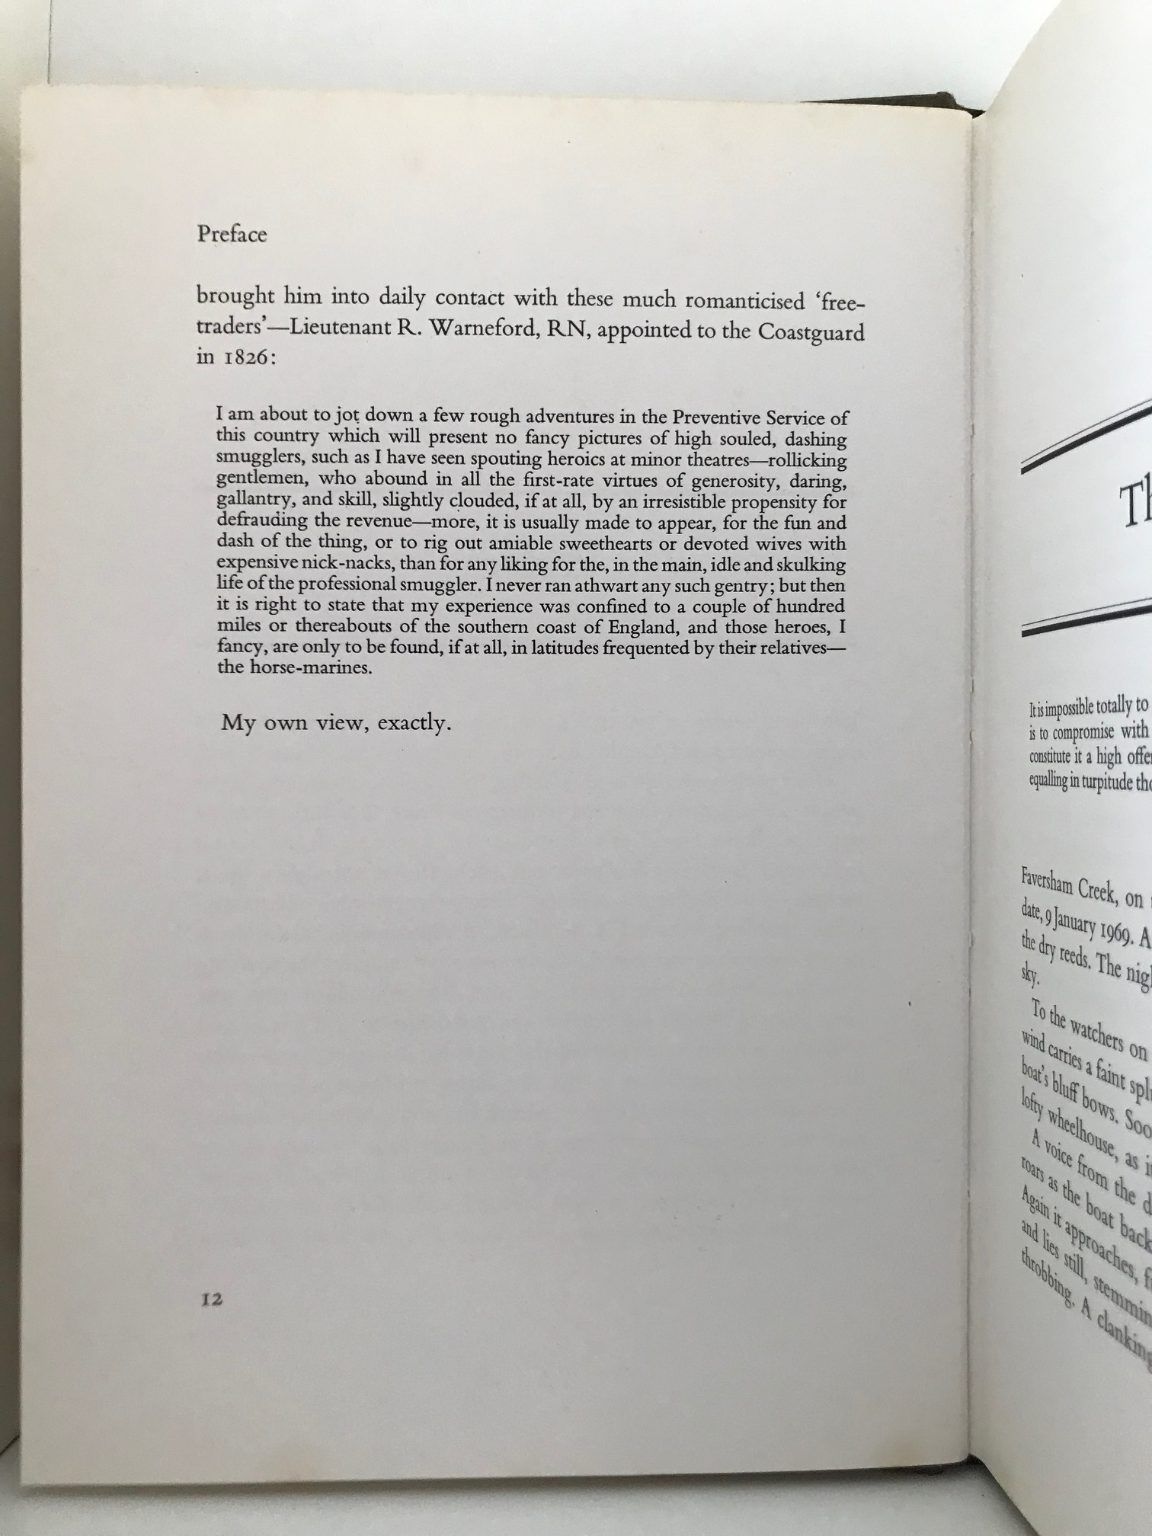 Preface
brought him into daily contact with these much romanticised ‘free-
traders’—Lieutenant R. Warneford, RN, appointed to the Coastguard
in 1826:
I am about to jot down a few rough adventures in the Preventive Service of
this country which will present no fancy pictures of high souled, dashing
smugglers, such as I have seen spouting heroics at minor theatres—rollicking
gentlemen, who abound in all the first-rate virtues of generosity, daring,
gallantry, and skill, slightly clouded, if at all, by an irresistible propensity for
defrauding the revenue—more, it is usually made to appear, for the fun and
dash of the thing, or to rig out amiable sweethearts or devoted wives with
expensive nick-nacks, than for any liking for the, in the main, idle and skulking
life of the professional smuggler. I never ran athwart any such gentry; but then
it is right to state that my experience was confined to a couple of hundred
miles or thereabouts of the southern coast of England, and those heroes, I
fancy, are only to be found, if at all, in latitudes frequented by their relatives—
the horse-marines.
My own view, exactly.
12
It is impossible totally to
is to compromise with
constitute it a high
equalling in turpitude
Faversham Creek, on
date, 9 January 1969. A
the dry reeds. The
sky.
To the watchers on
wind carries a faint
boat’s bluff bows.
lofty wheelhouse, as
A voice from the
roars as the boat
Again it approaches,
and lies still,
throbbing. A